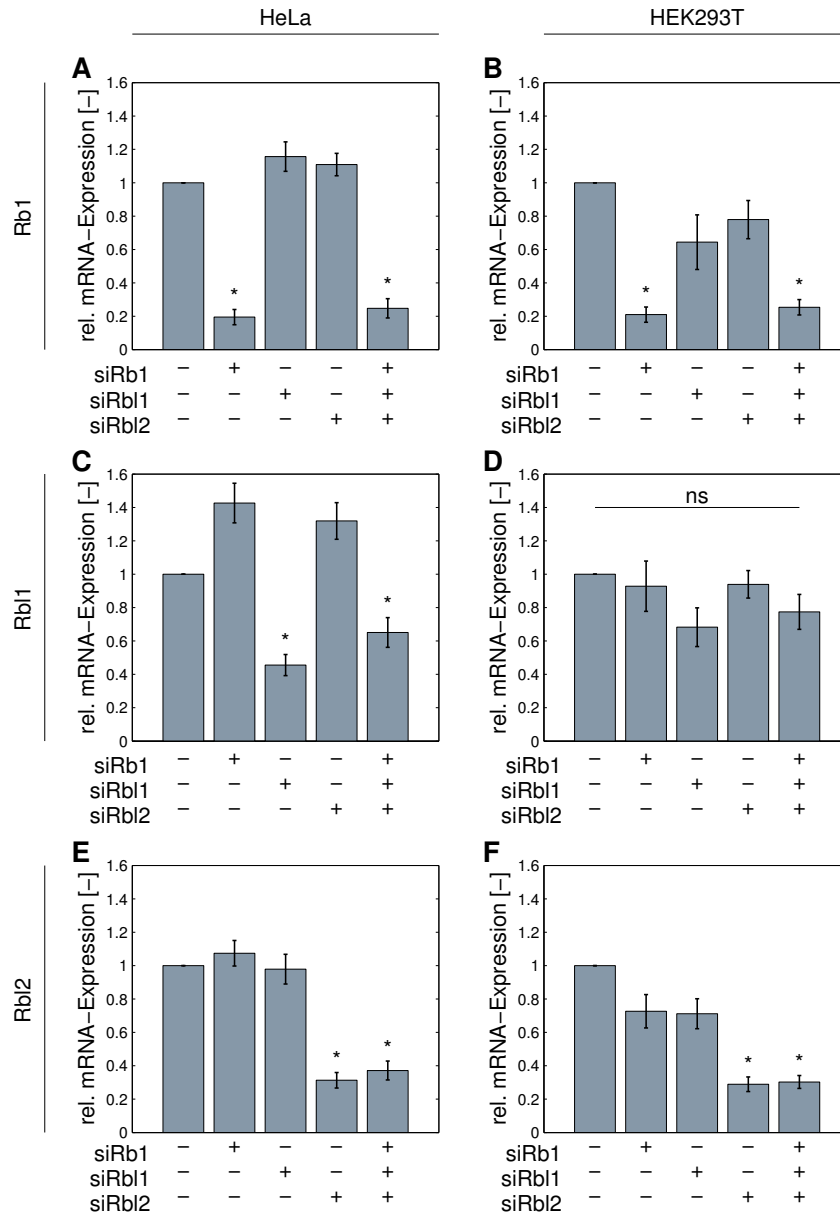 HeLa HEK293T
A B
Rb1
rel. mRNA−Expression [−] rel. mRNA−Expression [−]
1.6 1.6
1.4 1.4
1.2 1.2
1 1
0.8 0.8
0.6 0.6
0.4 0.4
0.2 0.2
0 0
* * * *
siRb1 − + − − + siRb1 − + − − +
siRbl1 − − + − + siRbl1 − − + − +
siRbl2 − − − + + siRbl2 − − − + +
C D
Rbl1
rel. mRNA−Expression [−] rel. mRNA−Expression [−]
1.6 1.6
1.4 1.4
1.2 1.2
1 1
0.8 0.8
0.6 0.6
0.4 0.4
0.2 0.2
0 0
* * ns
siRb1 − + − − + siRb1 − + − − +
siRbl1 − − + − + siRbl1 − − + − +
siRbl2 − − − + + siRbl2 − − − + +
E F
Rbl2
rel. mRNA−Expression [−] rel. mRNA−Expression [−]
1.6 1.6
1.4 1.4
1.2 1.2
1 1
0.8 0.8
0.6 0.6
0.4 0.4
0.2 0.2
0 0
* * * *
siRb1 − + − − + siRb1 − + − − +
siRbl1 − − + − + siRbl1 − − + − +
siRbl2 − − − + + siRbl2 − − − + +